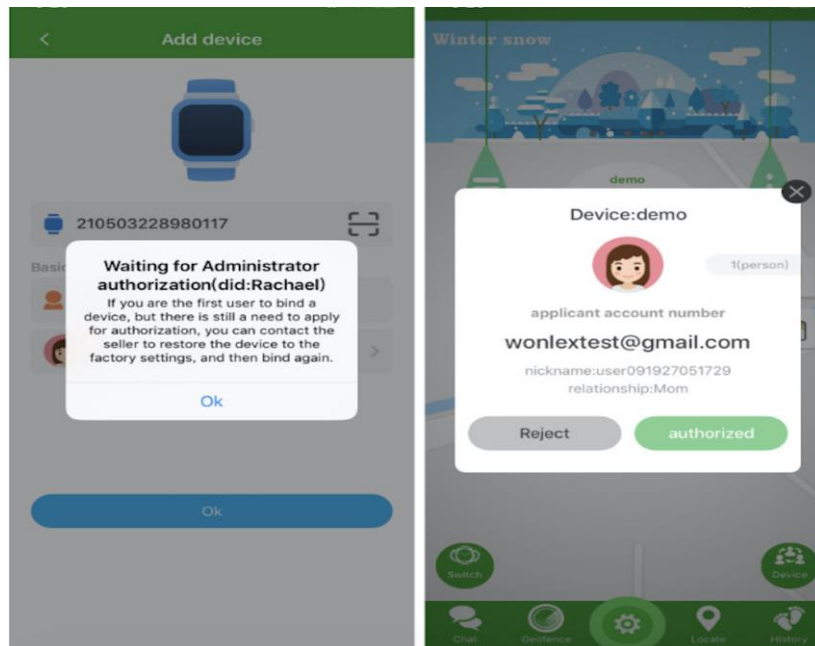 Add device
210503228980117
Basic
Waiting for Administrator
authorization(did:Rachael)
If you are the first user to bind a
device, but there is still a need to apply
for authorization, you can contact the
seller to restore the device to the
factory settings, and then bind again.
Ok
Ok
Winter snow
demo
Device:demo
1(person)
applicant account number
wonlextest@gmail.com
nickname:user091927051729
relationship:Mom
Reject
authorized
Switch
Device
Chat
Geofence
Locate
History